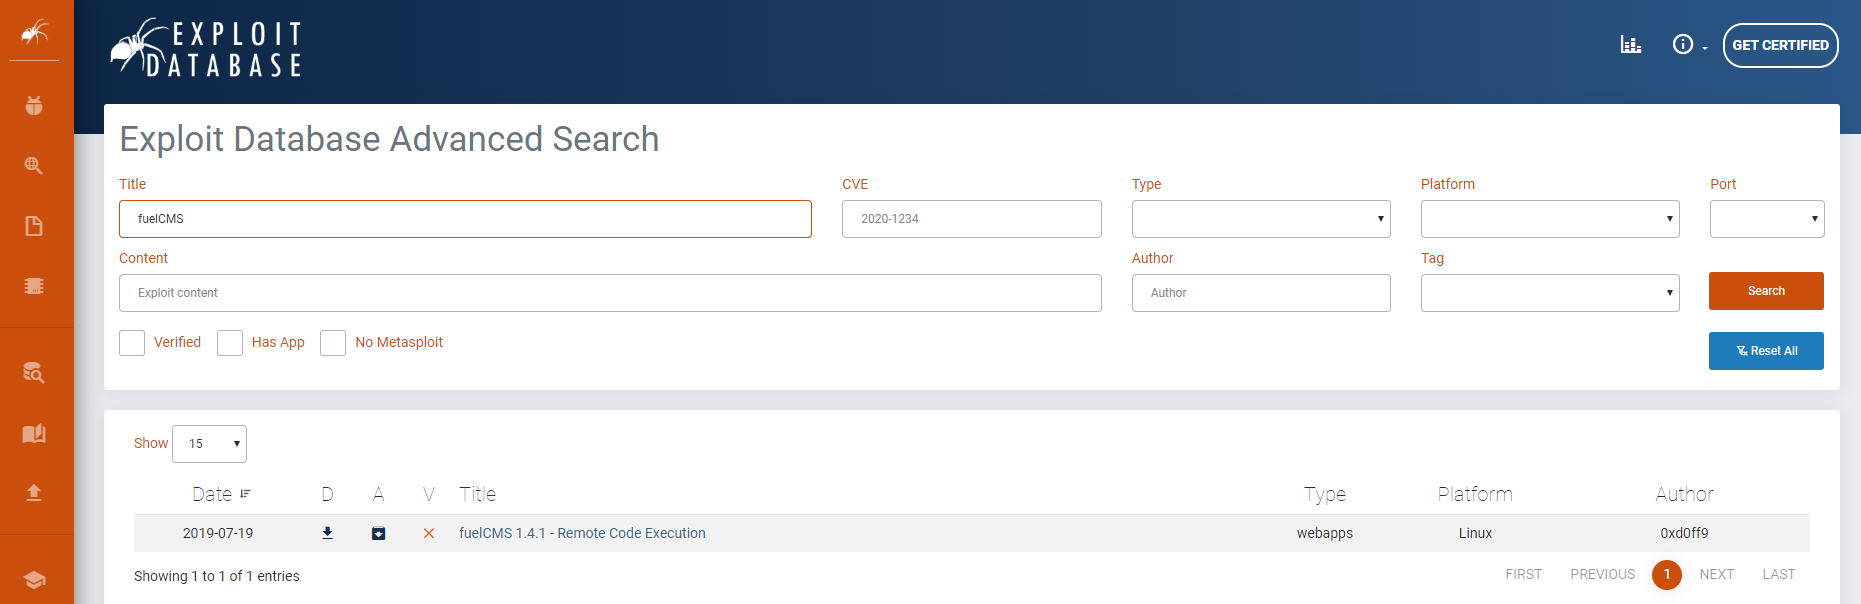 EXPLOIT
DATABASE
GET CERTIFIED
Exploit Database Advanced Search
Title
CVE
Type
Platform
Port
fuelCMS
2020-1234
Content
Author
Tag
Exploit content
Author
Search
Verified
Has App
No Metasploit
Reset All
Show 15
Date D A V Title Type Platform Author
2019-07-19 fuelCMS 1.4.1 - Remote Code Execution webapps Linux 0xd0ff9
Showing 1 to 1 of 1 entries
FIRST PREVIOUS 1 NEXT LAST